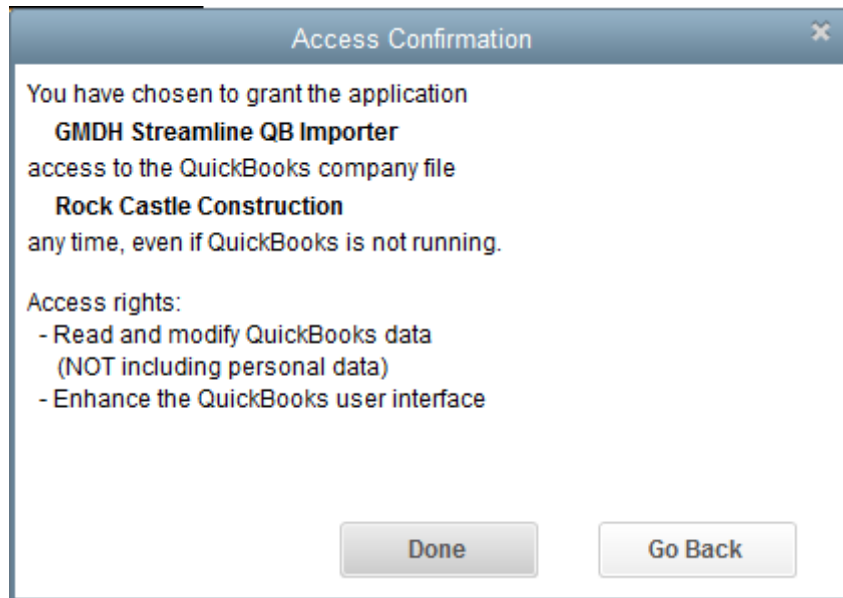 Access Confirmation
You have chosen to grant the application
GMDH Streamline QB Importer
access to the QuickBooks company file
Rock Castle Construction
any time, even if QuickBooks is not running.
Access rights:
- Read and modify QuickBooks data
(NOT including personal data)
- Enhance the QuickBooks user interface
Done Go Back